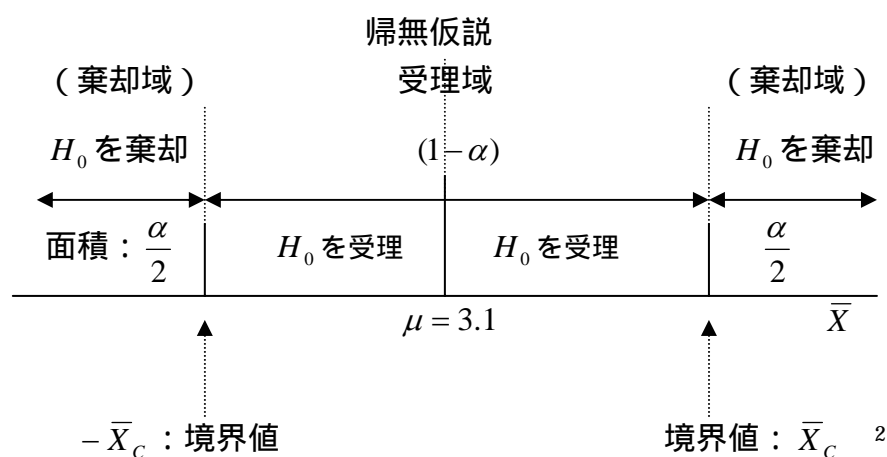 帰無仮説
（棄却域） 受理域 （棄却域）
H₀ を棄却 (1−α) H₀ を棄却
面積：α/2 H₀ を受理 H₀ を受理 α/2
μ = 3.1 X̄
− X̄_C ：境界値 境界値： X̄_C ²